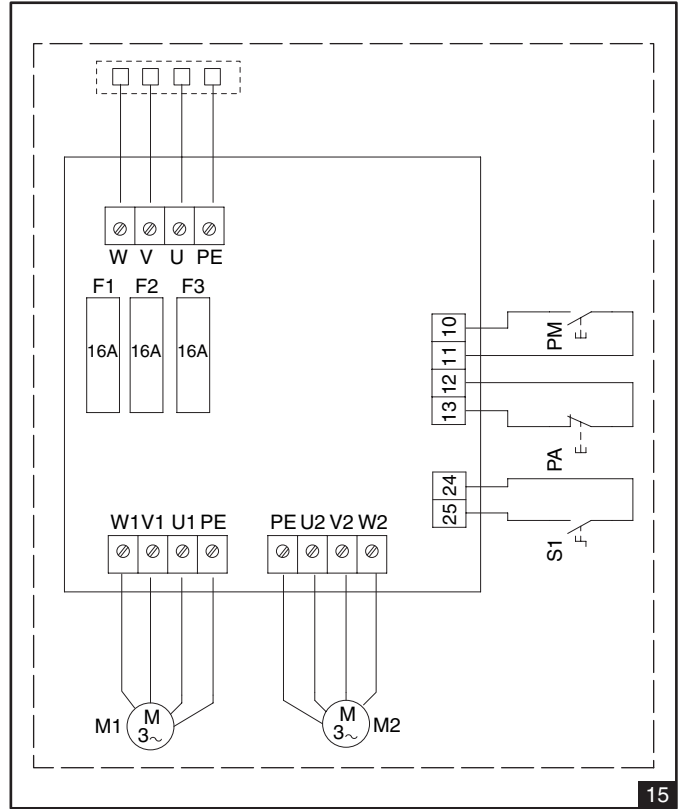 W V U PE
F1 F2 F3
16A 16A 16A
10
11
12
13
PM
PA
24
25
S1
W1 V1 U1 PE
PE U2 V2 W2
M1
M
3~
M
3~
M2
15